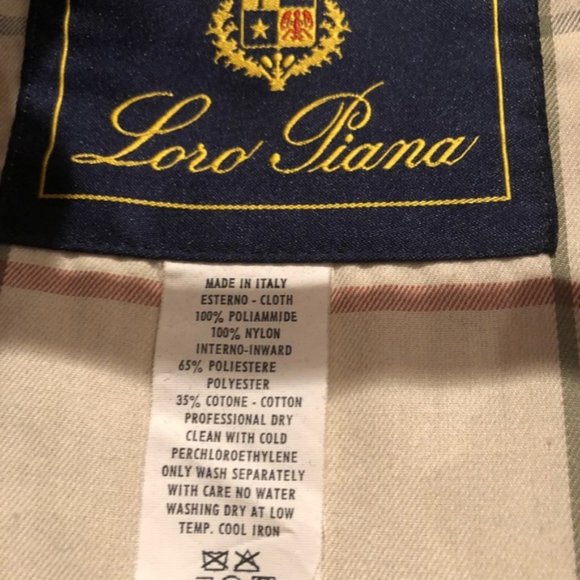 Loro Piana
MADE IN ITALY
ESTERNO - CLOTH
100% POLIAMMIDE
100% NYLON
INTERNO-INWARD
65% POLIESTERE
POLYESTER
35% COTONE - COTTON
PROFESSIONAL DRY
CLEAN WITH COLD
PERCHLOROETHYLENE
ONLY WASH SEPARATELY
WITH CARE NO WATER
WASHING DRY AT LOW
TEMP. COOL IRON